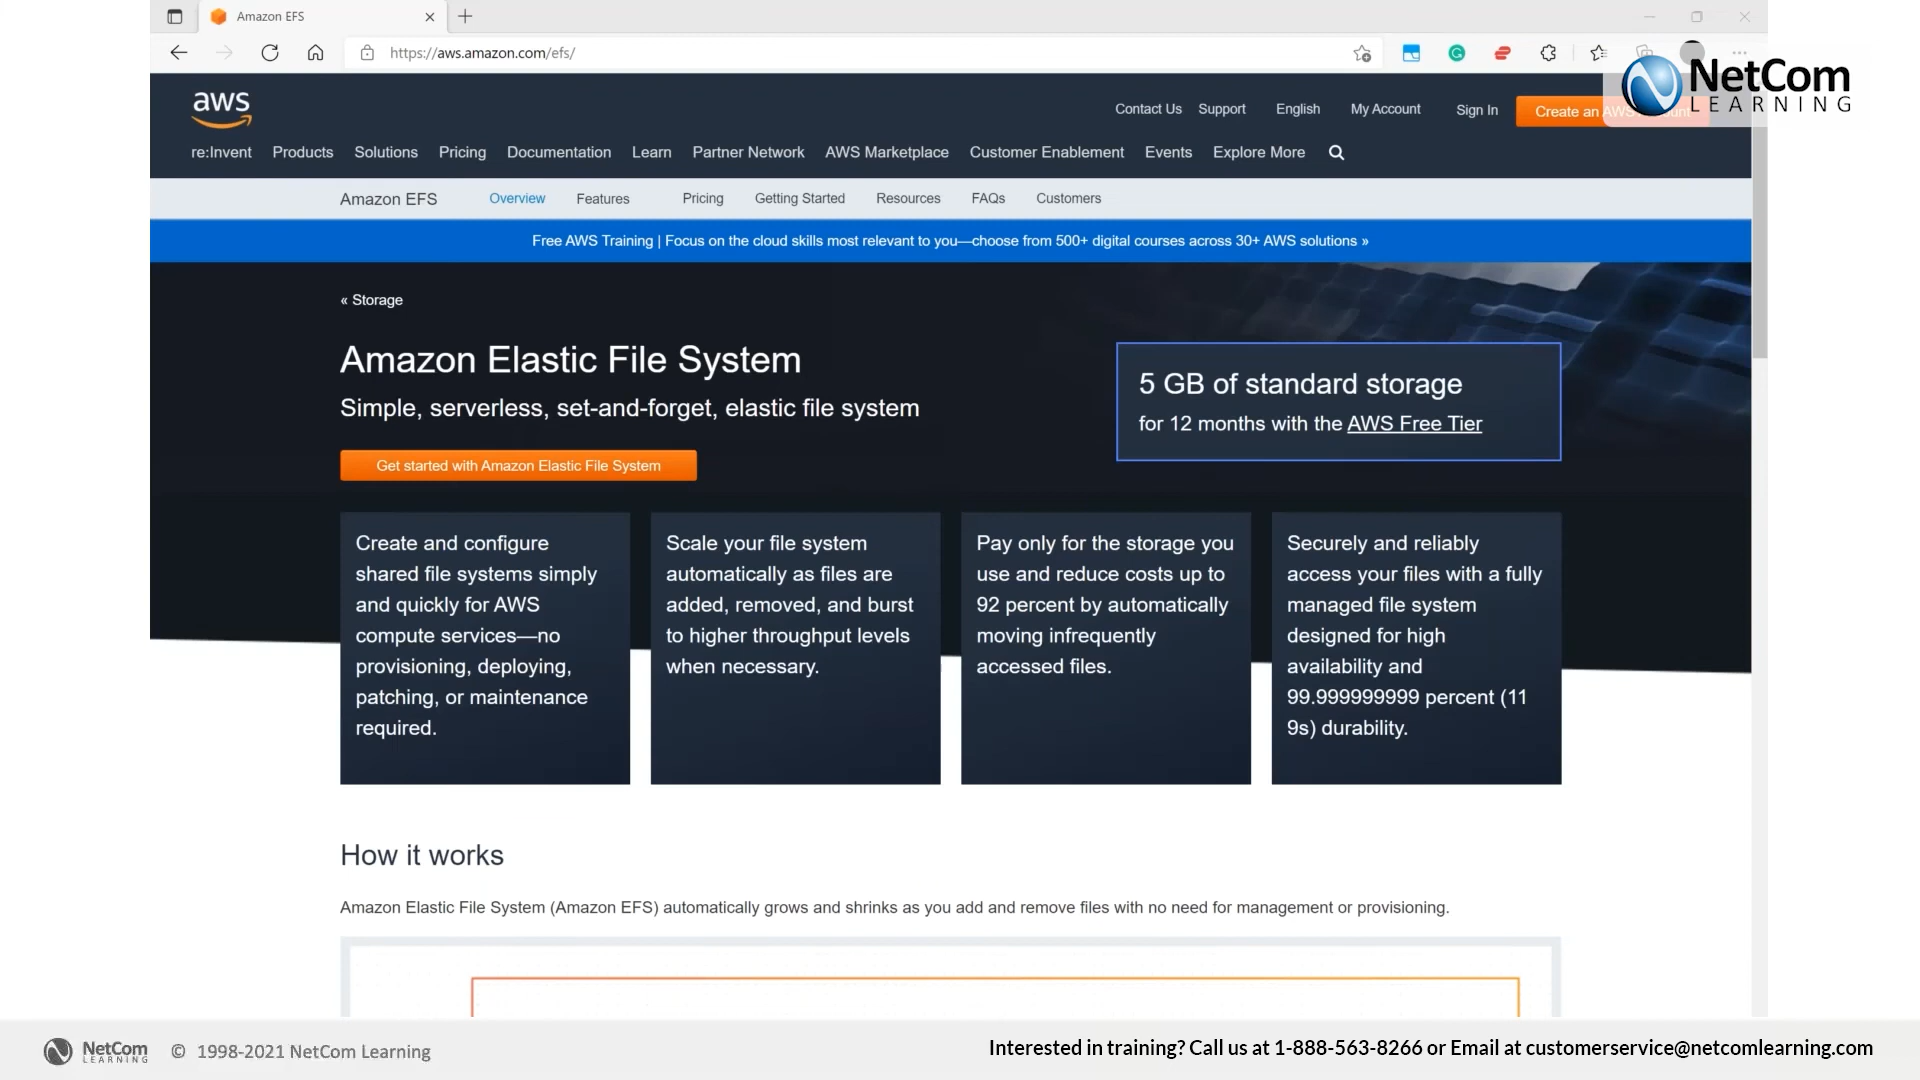 Amazon EFS
https://aws.amazon.com/efs/
NetCom
LEARNING
aws
Contact Us Support English My Account Sign In Create an AWS
re:Invent Products Solutions Pricing Documentation Learn Partner Network AWS Marketplace Customer Enablement Events Explore More
Amazon EFS Overview Features Pricing Getting Started Resources FAQs Customers
Free AWS Training | Focus on the cloud skills most relevant to you—choose from 500+ digital courses across 30+ AWS solutions »
« Storage
Amazon Elastic File System
Simple, serverless, set-and-forget, elastic file system
Get started with Amazon Elastic File System
5 GB of standard storage
for 12 months with the AWS Free Tier
Create and configure
shared file systems simply
and quickly for AWS
compute services—no
provisioning, deploying,
patching, or maintenance
required.
Scale your file system
automatically as files are
added, removed, and burst
to higher throughput levels
when necessary.
Pay only for the storage you
use and reduce costs up to
92 percent by automatically
moving infrequently
accessed files.
Securely and reliably
access your files with a fully
managed file system
designed for high
availability and
99.999999999 percent (11
9s) durability.
How it works
Amazon Elastic File System (Amazon EFS) automatically grows and shrinks as you add and remove files with no need for management or provisioning.
NetCom
LEARNING
© 1998-2021 NetCom Learning
Interested in training? Call us at 1-888-563-8266 or Email at customerservice@netcomlearning.com